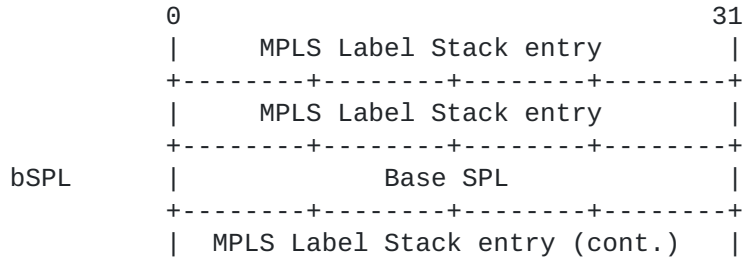 0                                31
|     MPLS Label Stack entry       |
+--------+--------+--------+--------+
|     MPLS Label Stack entry       |
+--------+--------+--------+--------+
bSPL      |            Base SPL             |
+--------+--------+--------+--------+
|  MPLS Label Stack entry (cont.)  |